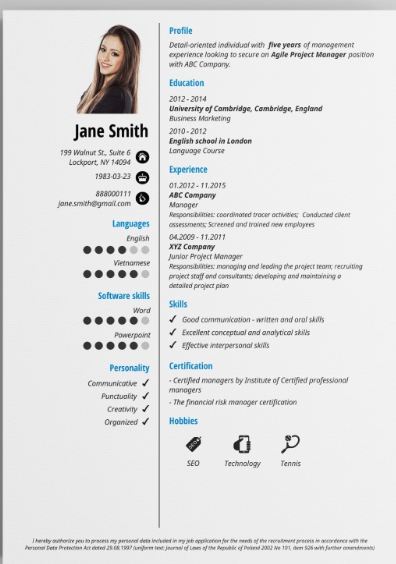 Jane Smith
199 Walnut St., Suite 6
Lockport, NY 14094
1983-03-23
888000111
jane.smith@gmail.com
Languages
English
Vietnamese
Software skills
Word
Powerpoint
Personality
Communicative
Punctuality
Creativity
Organized
Profile
Detail-oriented individual with five years of management
experience looking to secure an Agile Project Manager position
with ABC Company.
Education
2012 - 2014
University of Cambridge, Cambridge, England
Business Marketing
2010 - 2012
English school in London
Language Course
Experience
01.2012 - 11.2015
ABC Company
Manager
Responsibilities: coordinated tracer activities; Conducted client
assessments; Screened and trained new employees
04.2009 - 11.2011
XYZ Company
Junior Project Manager
Responsibilities: managing and leading the project team; recruiting
project staff and consultants; developing and maintaining a
detailed project plan
Skills
Good communication - written and oral skills
Excellent conceptual and analytical skills
Effective interpersonal skills
Certification
- Certified managers by Institute of Certified professional
managers
- The financial risk manager certification
Hobbies
SEO Technology Tennis
I hereby authorize you to process my personal data included in my job application for the needs of the recruitment process in accordance with the
Personal Data Protection Act dated 29.08.1997 (uniform text: Journal of Laws of the Republic of Poland 2002 No 101, item 926 with further amendments)